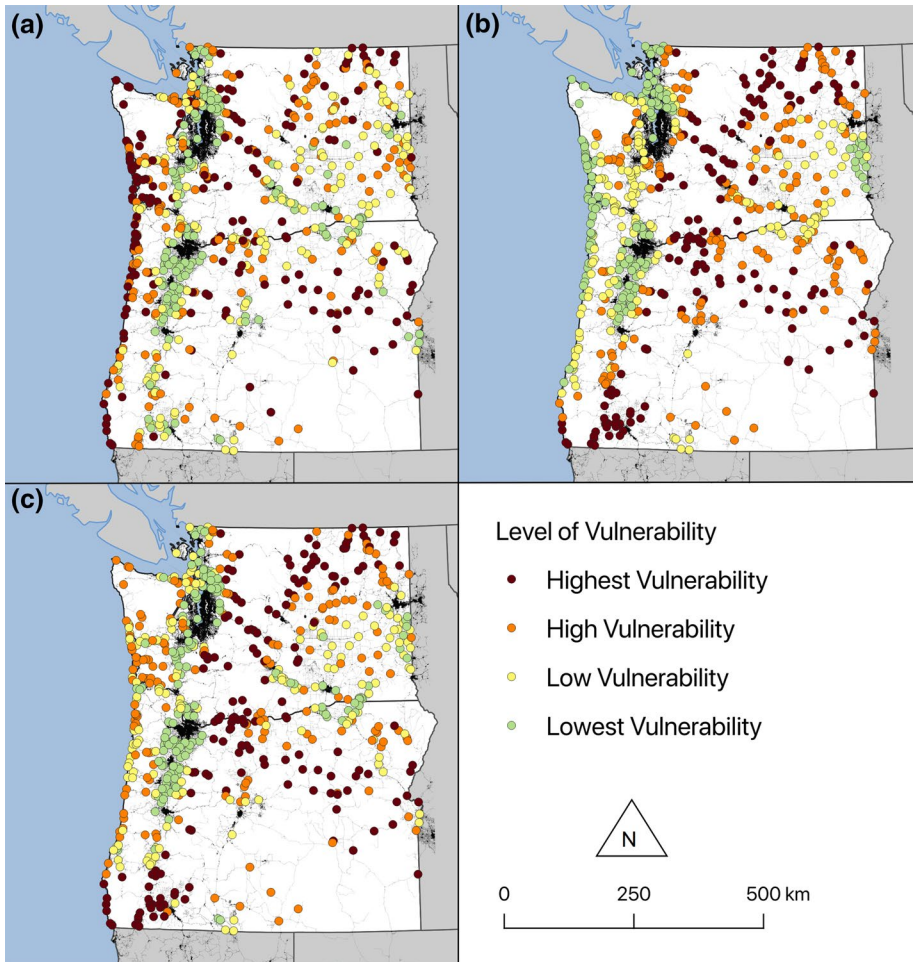 (a)
(b)
(c)
Level of Vulnerability
Highest Vulnerability
High Vulnerability
Low Vulnerability
Lowest Vulnerability
N
0 250 500 km